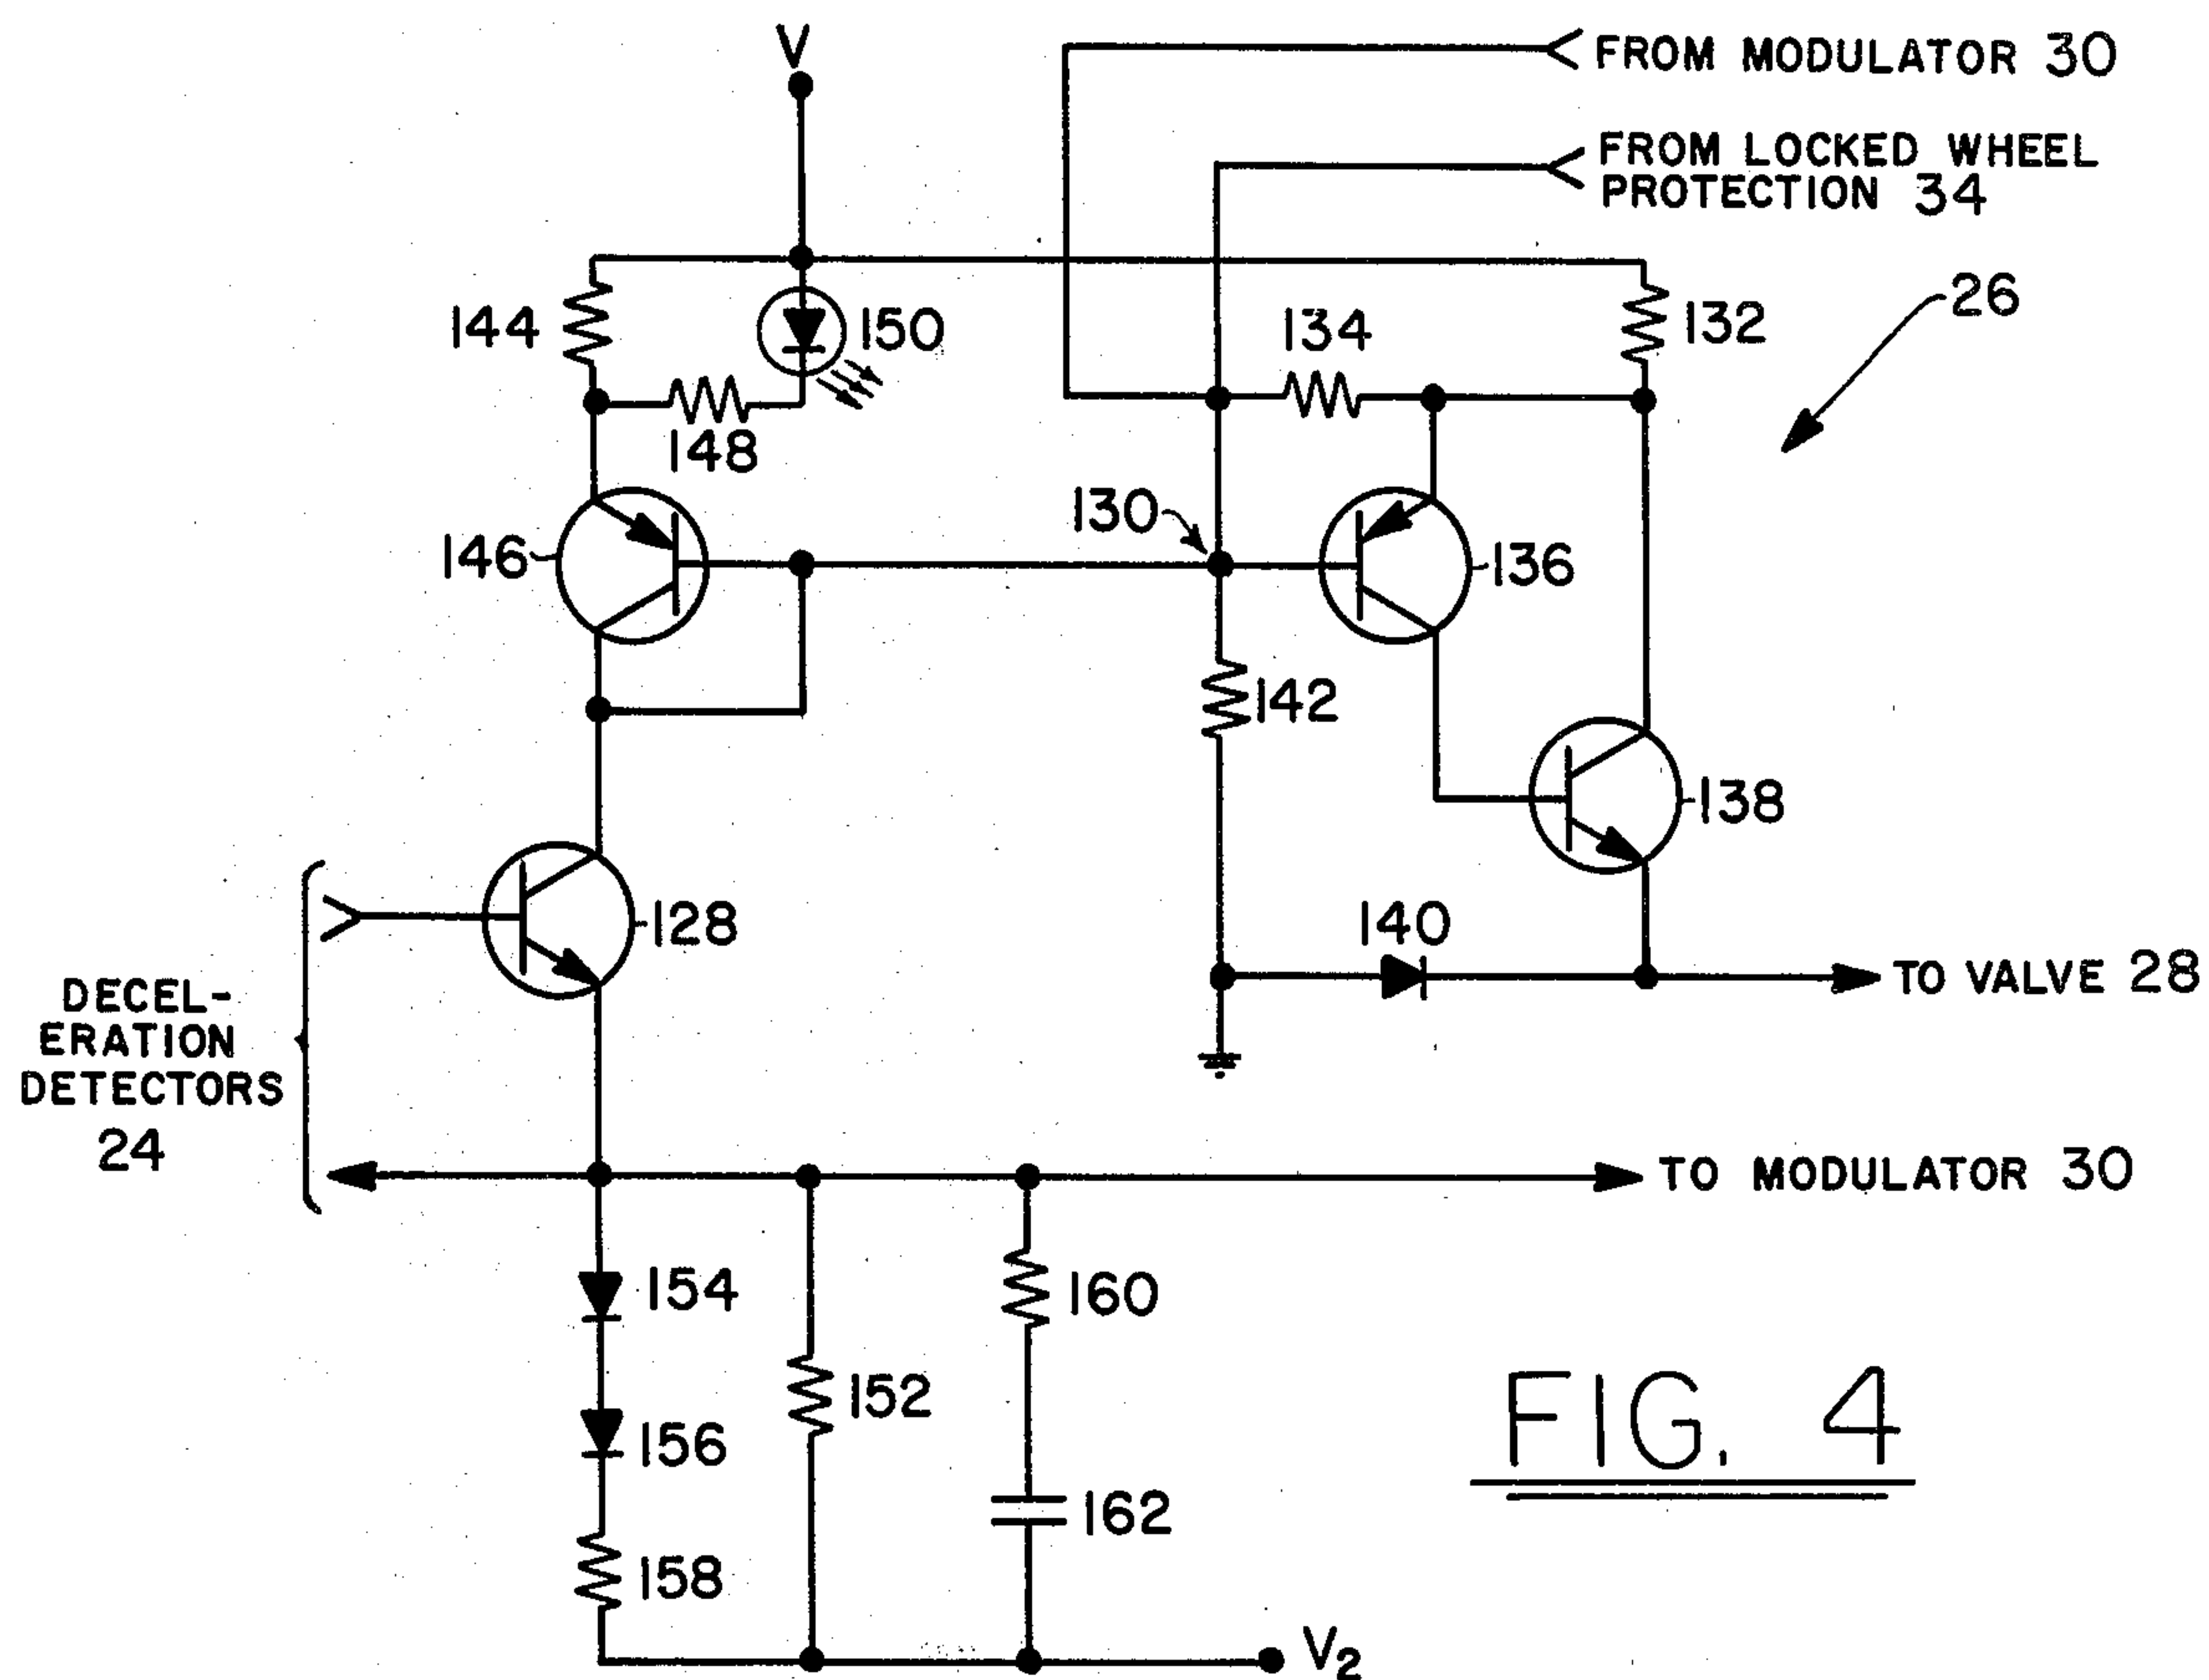 V
FROM MODULATOR 30
FROM LOCKED WHEEL
PROTECTION 34
26
144
150
134
132
148
130
146
136
142
138
128
140
TO VALVE 28
DECEL-
ERATION
DETECTORS
24
TO MODULATOR 30
154
160
152
156
162
158
V2
FIG. 4